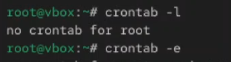 root@vbox:~# crontab -l
no crontab for root
root@vbox:~# crontab -e